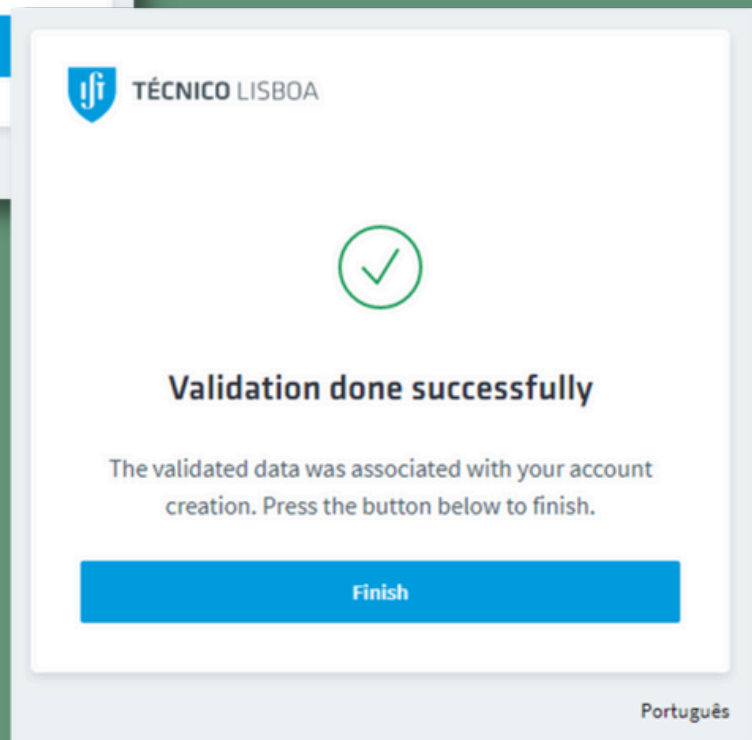 TÉCNICO LISBOA
Validation done successfully
The validated data was associated with your account
creation. Press the button below to finish.
Finish
Português